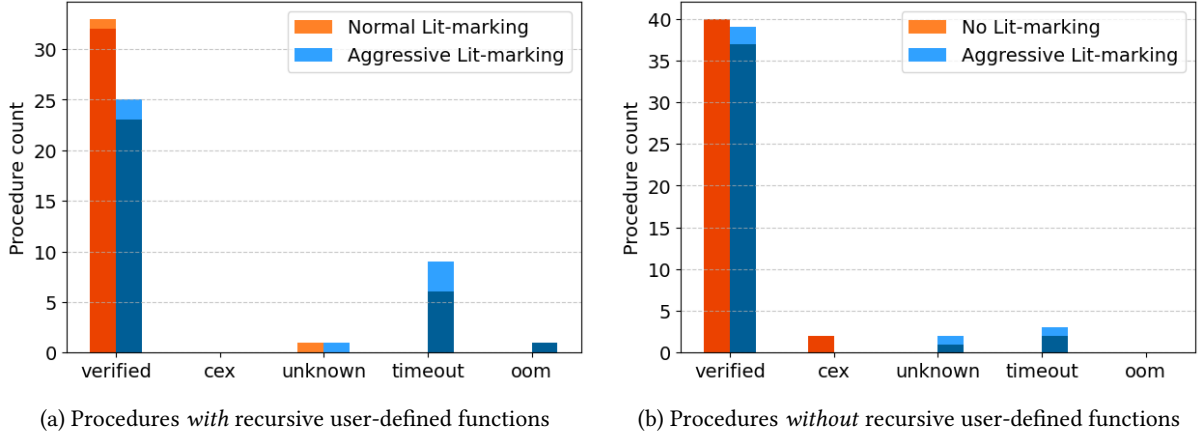 Normal Lit-marking
Aggressive Lit-marking
Procedure count
30
25
20
15
10
5
0
verified cex unknown timeout oom
(a) Procedures with recursive user-defined functions
No Lit-marking
Aggressive Lit-marking
Procedure count
40
35
30
25
20
15
10
5
0
verified cex unknown timeout oom
(b) Procedures without recursive user-defined functions